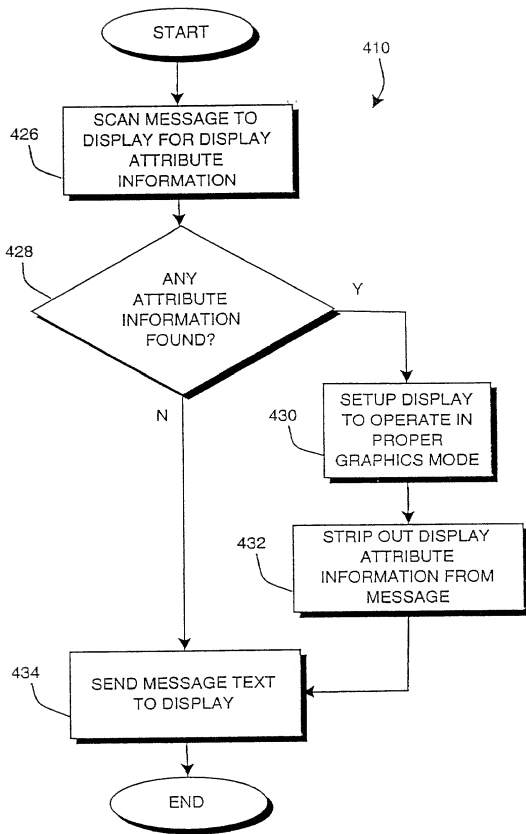 START
410
SCAN MESSAGE TO
DISPLAY FOR DISPLAY
ATTRIBUTE
INFORMATION
426
428
ANY
ATTRIBUTE
INFORMATION
FOUND?
Y
N
SETUP DISPLAY
TO OPERATE IN
PROPER
GRAPHICS MODE
430
STRIP OUT DISPLAY
ATTRIBUTE
INFORMATION FROM
MESSAGE
432
434
SEND MESSAGE TEXT
TO DISPLAY
END